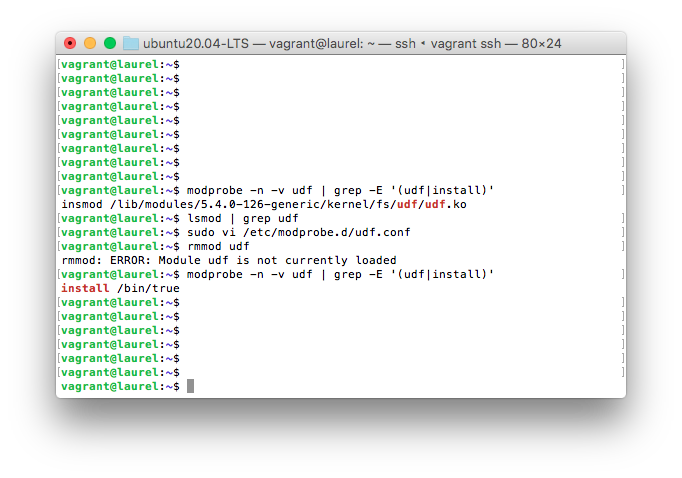 ubuntu20.04-LTS — vagrant@laurel: ~ — ssh ◂ vagrant ssh — 80×24
[vagrant@laurel:~$ ]
[vagrant@laurel:~$ ]
[vagrant@laurel:~$ ]
[vagrant@laurel:~$ ]
[vagrant@laurel:~$ ]
[vagrant@laurel:~$ ]
[vagrant@laurel:~$ ]
[vagrant@laurel:~$ ]
[vagrant@laurel:~$ ]
[vagrant@laurel:~$ modprobe -n -v udf | grep -E '(udf|install)' ]
insmod /lib/modules/5.4.0-126-generic/kernel/fs/udf/udf.ko
[vagrant@laurel:~$ lsmod | grep udf ]
[vagrant@laurel:~$ sudo vi /etc/modprobe.d/udf.conf ]
[vagrant@laurel:~$ rmmod udf ]
rmmod: ERROR: Module udf is not currently loaded
[vagrant@laurel:~$ modprobe -n -v udf | grep -E '(udf|install)' ]
install /bin/true
[vagrant@laurel:~$ ]
[vagrant@laurel:~$ ]
[vagrant@laurel:~$ ]
[vagrant@laurel:~$ ]
[vagrant@laurel:~$ ]
[vagrant@laurel:~$ ]
vagrant@laurel:~$